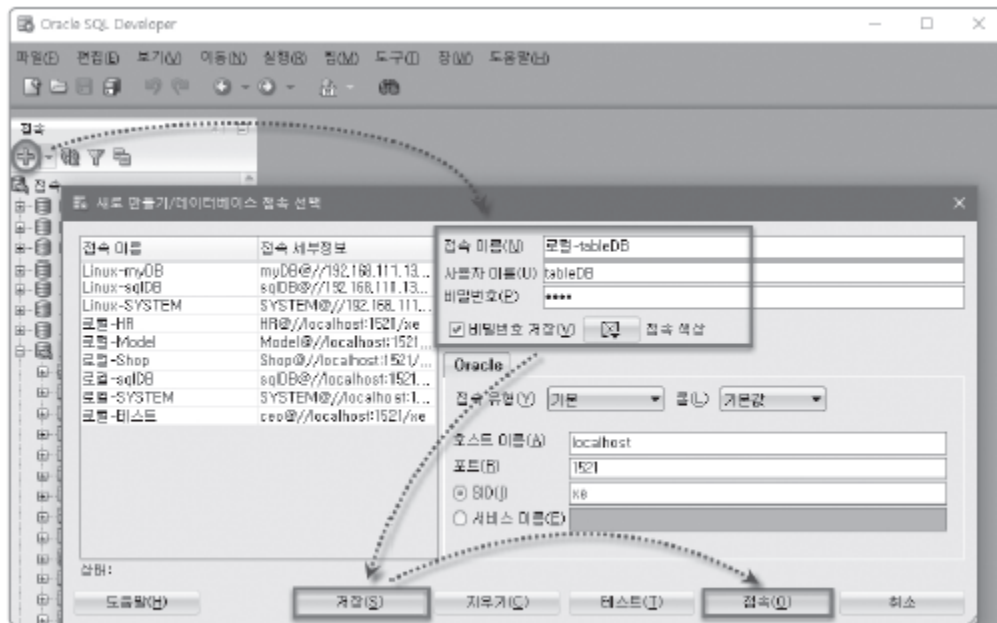 Oracle SQL Developer
파일(F) 편집(E) 보기(V) 이동(N) 실행(R) 팀(M) 도구(T) 창(W) 도움말(H)
접속
접속
새로 만들기/데이터베이스 접속 선택
접속 이름 접속 세부정보
Linux-myDB myDB@//192.168.111.13...
Linux-sqlDB sqlDB@//192.168.111.13...
Linux-SYSTEM SYSTEM@//192.168.111...
로컬-HR HR@//localhost:1521/xe
로컬-Model Model@//localhost:1521/...
로컬-Shop Shop@//localhost:1521/...
로컬-sqlDB sqlDB@//localhost:1521...
로컬-SYSTEM SYSTEM@//localhost:1...
로컬-테스트 ceo@//localhost:1521/xe
접속 이름(N) 로컬-tableDB
사용자 이름(U) tableDB
비밀번호(P) ••••
비밀번호 저장(V) 접속 색상
Oracle
접속 유형(Y) 기본 롤(L) 기본값
호스트 이름(A) localhost
포트(R) 1521
SID(I) xe
서비스 이름(E)
상태:
도움말(H) 저장(S) 지우기(C) 테스트(T) 접속(O) 취소